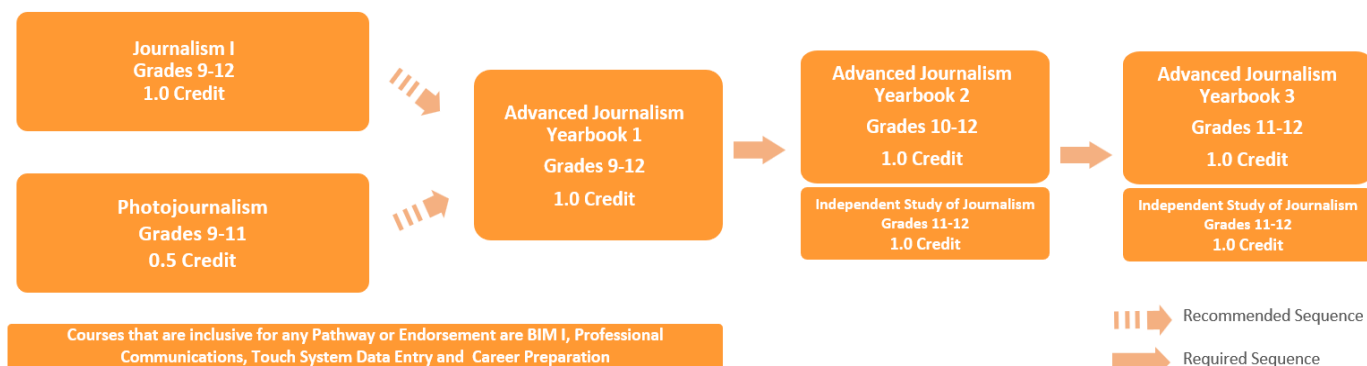 Journalism I
Grades 9-12
1.0 Credit
Photojournalism
Grades 9-11
0.5 Credit
Advanced Journalism
Yearbook 1
Grades 9-12
1.0 Credit
Advanced Journalism
Yearbook 2
Grades 10-12
1.0 Credit
Independent Study of Journalism
Grades 11-12
1.0 Credit
Advanced Journalism
Yearbook 3
Grades 11-12
1.0 Credit
Independent Study of Journalism
Grades 11-12
1.0 Credit
Courses that are inclusive for any Pathway or Endorsement are BIM I, Professional
Communications, Touch System Data Entry and Career Preparation
Recommended Sequence
Required Sequence